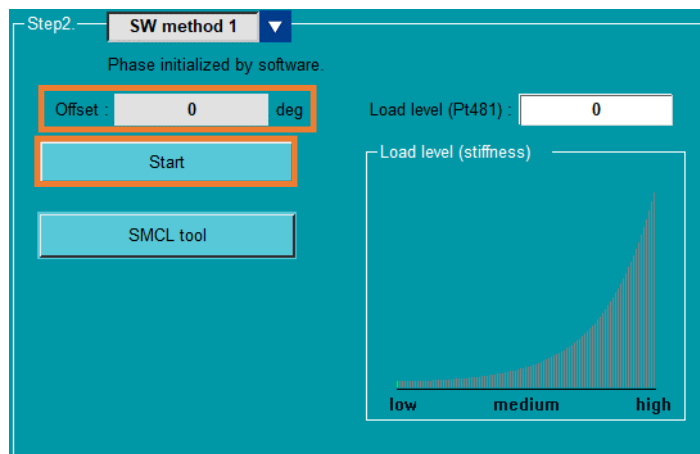 Step2.
SW method 1
Phase initialized by software.
Offset : 0 deg
Load level (Pt481) : 0
Start
Load level (stiffness)
SMCL tool
low medium high